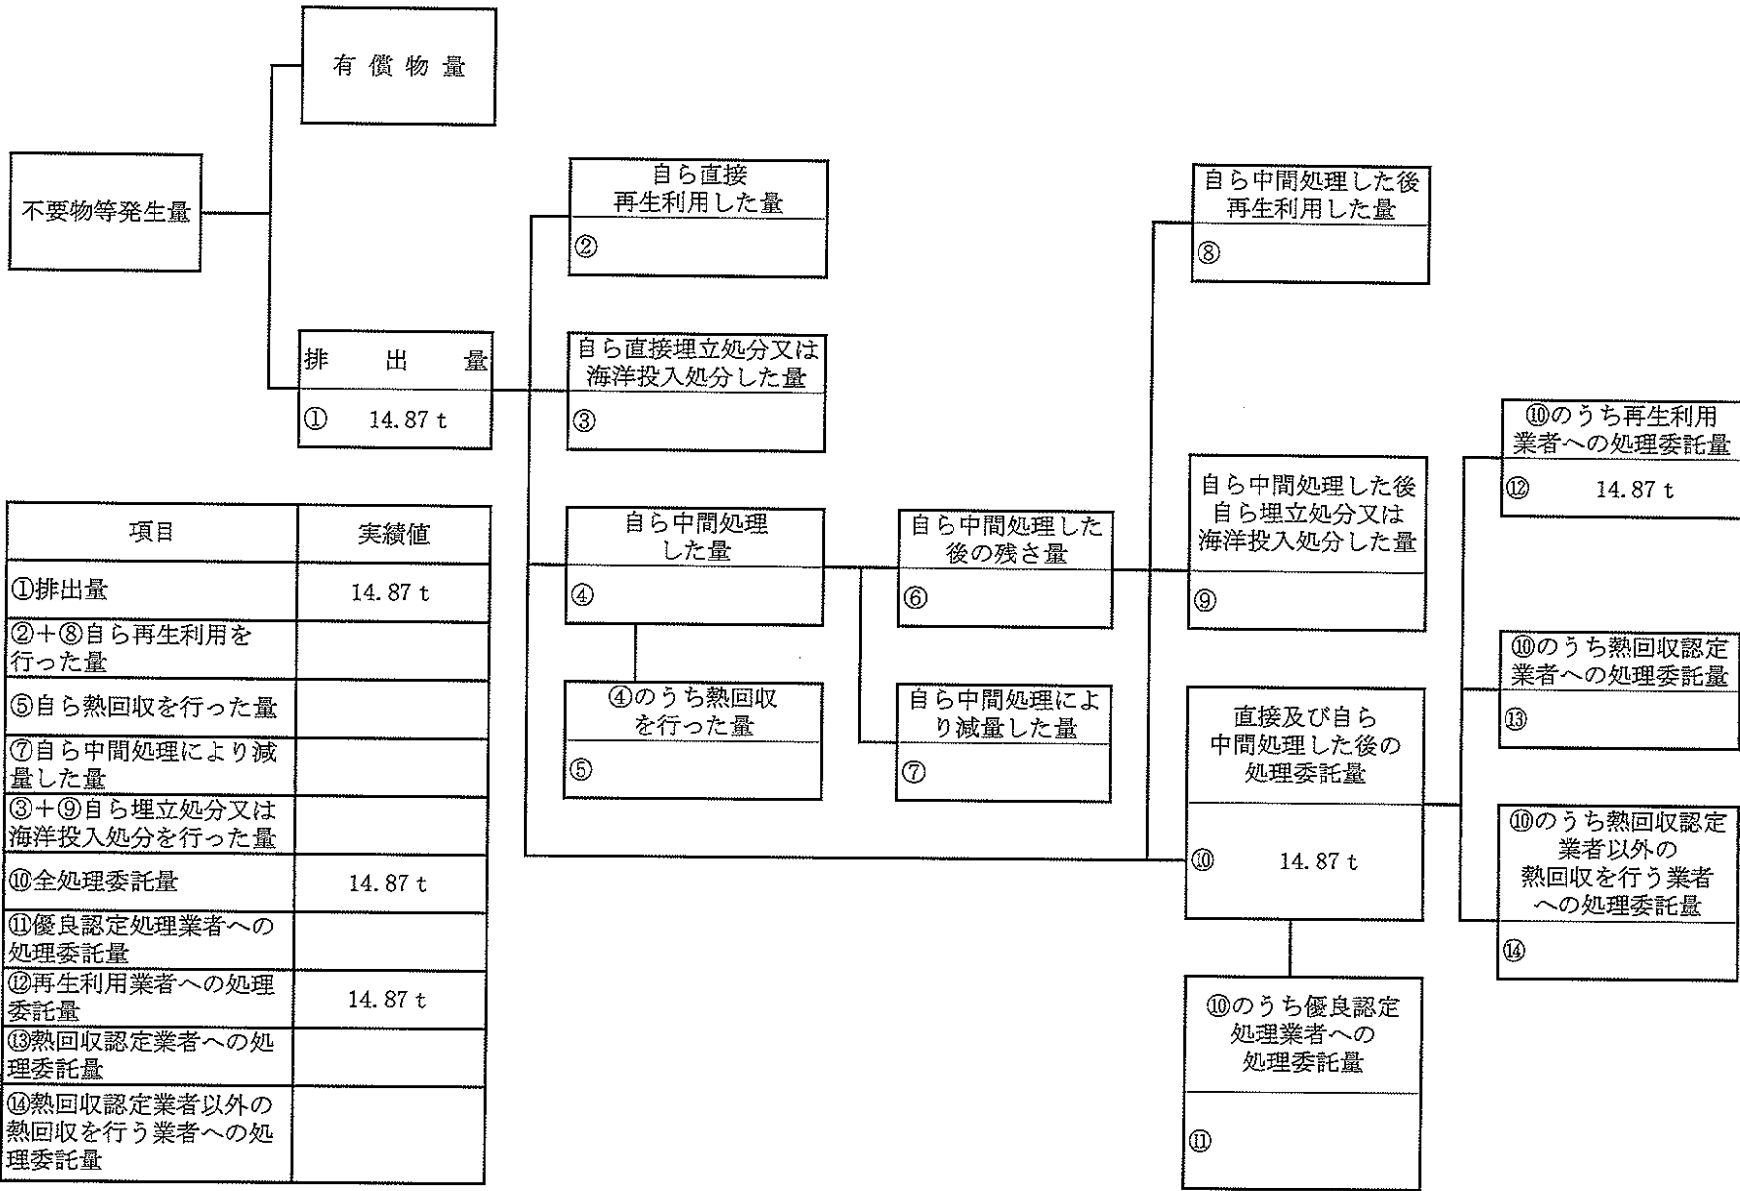 有 償 物 量
不要物等発生量
自ら直接
再生利用した量
②
自ら中間処理した後
再生利用した量
⑧
排 出 量
① 14.87 t
自ら直接埋立処分又は
海洋投入処分した量
③
⑩のうち再生利用
業者への処理委託量
⑫ 14.87 t
自ら中間処理
した量
④
自ら中間処理した
後の残さ量
⑥
自ら中間処理した後
自ら埋立処分又は
海洋投入処分した量
⑨
⑩のうち熱回収認定
業者への処理委託量
⑬
④のうち熱回収
を行った量
⑤
自ら中間処理によ
り減量した量
⑦
直接及び自ら
中間処理した後の
処理委託量
⑩ 14.87 t
⑩のうち熱回収認定
業者以外の
熱回収を行う業者
への処理委託量
⑭
⑩のうち優良認定
処理業者への
処理委託量
⑪
項目 実績値
①排出量 14.87 t
②+⑧自ら再生利用を
行った量
⑤自ら熱回収を行った量
⑦自ら中間処理により減
量した量
③+⑨自ら埋立処分又は
海洋投入処分を行った量
⑩全処理委託量 14.87 t
⑪優良認定処理業者への
処理委託量
⑫再生利用業者への処理
委託量 14.87 t
⑬熱回収認定業者への処
理委託量
⑭熱回収認定業者以外の
熱回収を行う業者への処
理委託量